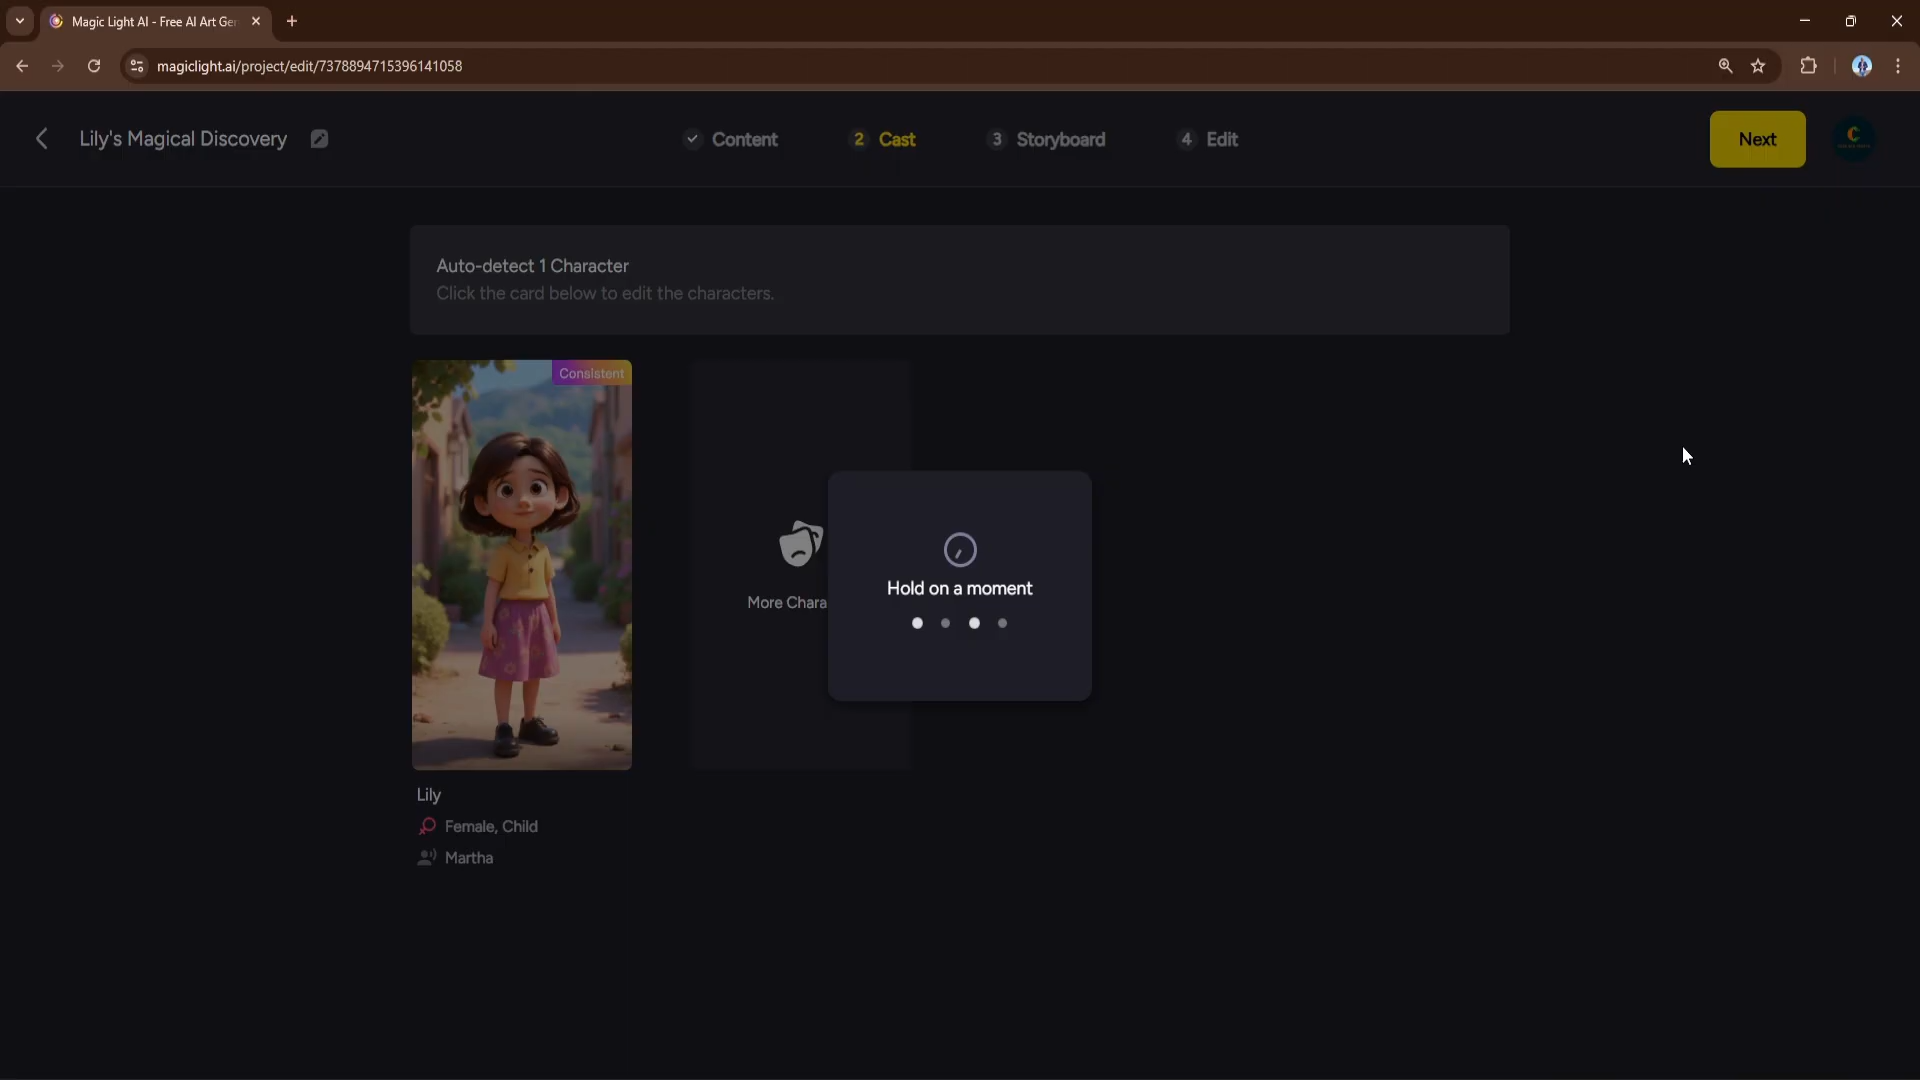 Magic Light AI - Free AI Art Ger
magiclight.ai/project/edit/7378894715396141058
Lily's Magical Discovery
Content
2 Cast
3 Storyboard
4 Edit
Next
Auto-detect 1 Character
Click the card below to edit the characters.
Consistent
More Chara
Hold on a moment
Lily
Female, Child
Martha